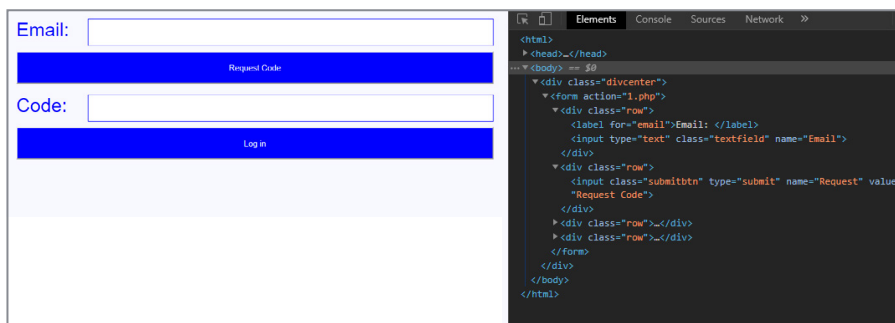 Email:
Request Code
Code:
Log in
Elements Console Sources Network »
<html>
▶<head>…</head>
…▼<body> == $0
▼<div class="divcenter">
▼<form action="1.php">
▼<div class="row">
<label for="email">Email: </label>
<input type="text" class="textfield" name="Email">
</div>
▼<div class="row">
<input class="submitbtn" type="submit" name="Request" value
"Request Code">
</div>
▶<div class="row">…</div>
▶<div class="row">…</div>
</form>
</div>
</body>
</html>